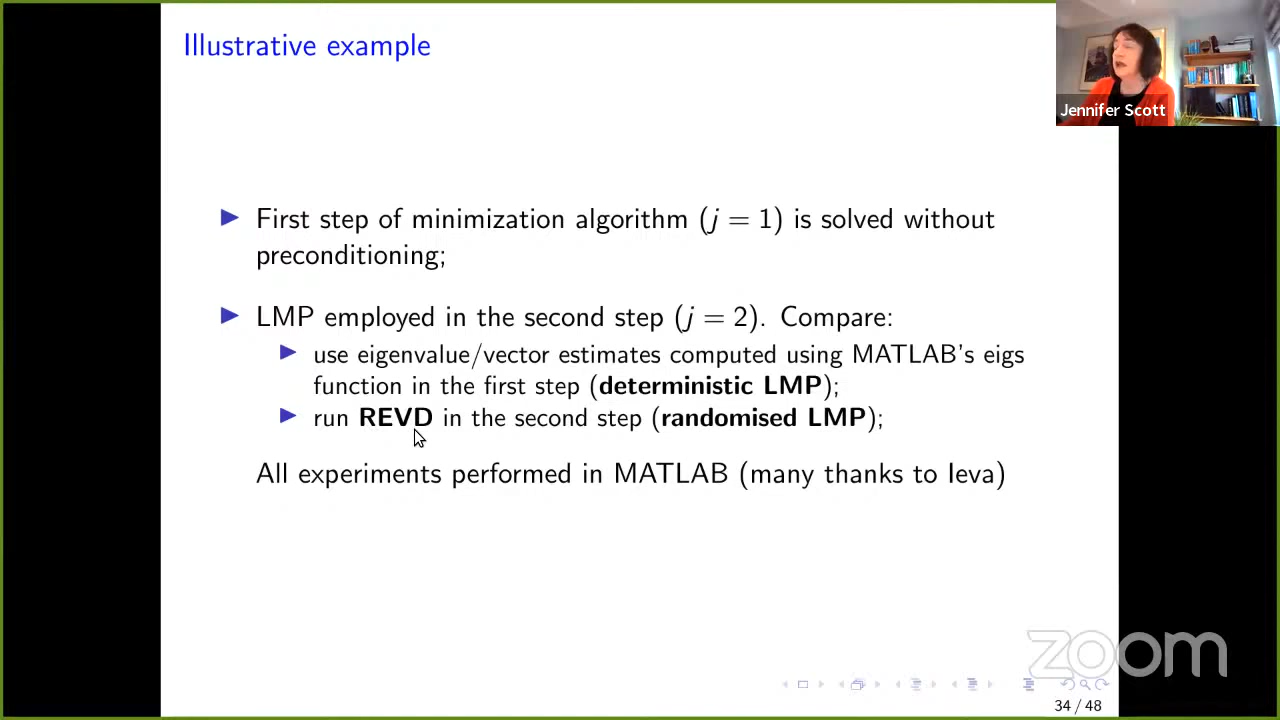 Illustrative example
Jennifer Scott
▶ First step of minimization algorithm (j = 1) is solved without
preconditioning;
▶ LMP employed in the second step (j = 2). Compare:
▶ use eigenvalue/vector estimates computed using MATLAB's eigs
function in the first step (deterministic LMP);
▶ run REVD in the second step (randomised LMP);
All experiments performed in MATLAB (many thanks to Ieva)
zoom
34 / 48